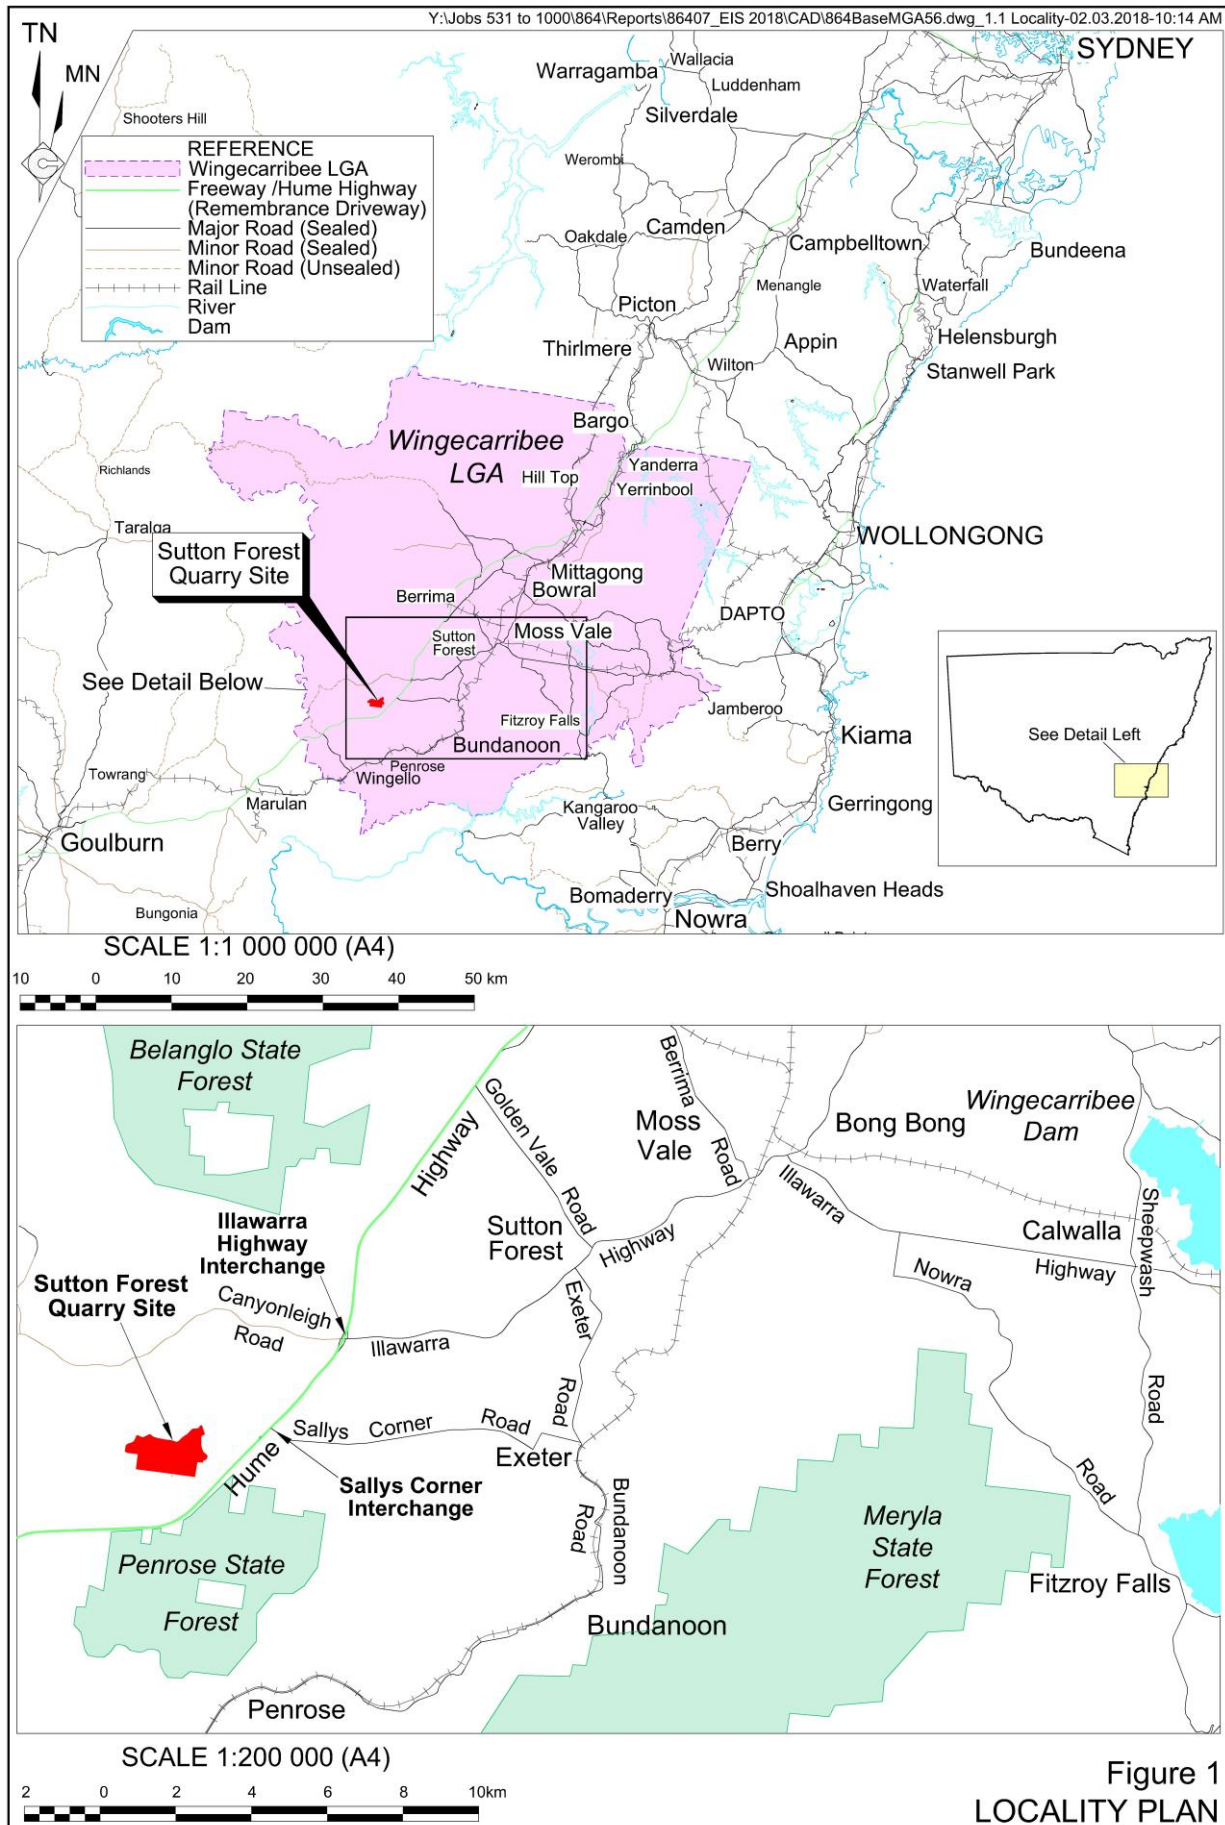 Y:\Jobs 531 to 1000\864\Reports\86407_EIS 2018\CAD\864BaseMGA56.dwg_1.1 Locality-02.03.2018-10:14 AM
TN
MN
SYDNEY
Wallacia
Warragamba
Luddenham
Shooters Hill
Silverdale
REFERENCE
Wingecarribee LGA
Freeway /Hume Highway
(Remembrance Driveway)
Major Road (Sealed)
Minor Road (Sealed)
Minor Road (Unsealed)
Rail Line
River
Dam
Werombi
Camden
Oakdale
Campbelltown
Bundeena
Menangle
Waterfall
Picton
Appin
Helensburgh
Thirlmere
Wilton
Stanwell Park
Bargo
Wingecarribee
LGA
Yanderra
Hill Top
Yerrinbool
Richlands
Taralga
WOLLONGONG
Sutton Forest
Quarry Site
Mittagong
Bowral
Berrima
DAPTO
Moss Vale
Sutton
Forest
See Detail Below
Jamberoo
Fitzroy Falls
Kiama
See Detail Left
Bundanoon
Penrose
Towrang
Wingello
Marulan
Kangaroo
Valley
Gerringong
Goulburn
Berry
Bomaderry
Shoalhaven Heads
Bungonia
Nowra
SCALE 1:1 000 000 (A4)
10 0 10 20 30 40 50 km
Belanglo State
Forest
Berrima
Road
Golden Vale
Road
Highway
Moss
Vale
Bong Bong
Wingecarribee
Dam
Illawarra
Highway
Interchange
Sutton
Forest
Highway
Illawarra
Calwalla
Sheepwash
Sutton Forest
Quarry Site
Canyonleigh
Road
Illawarra
Exeter
Road
Nowra
Highway
Road
Sallys Corner Road
Hume
Exeter
Sallys Corner
Interchange
Bundanoon
Road
Road
Meryla
State
Forest
Penrose State
Forest
Fitzroy Falls
Bundanoon
Penrose
SCALE 1:200 000 (A4)
2 0 2 4 6 8 10km
Figure 1
LOCALITY PLAN